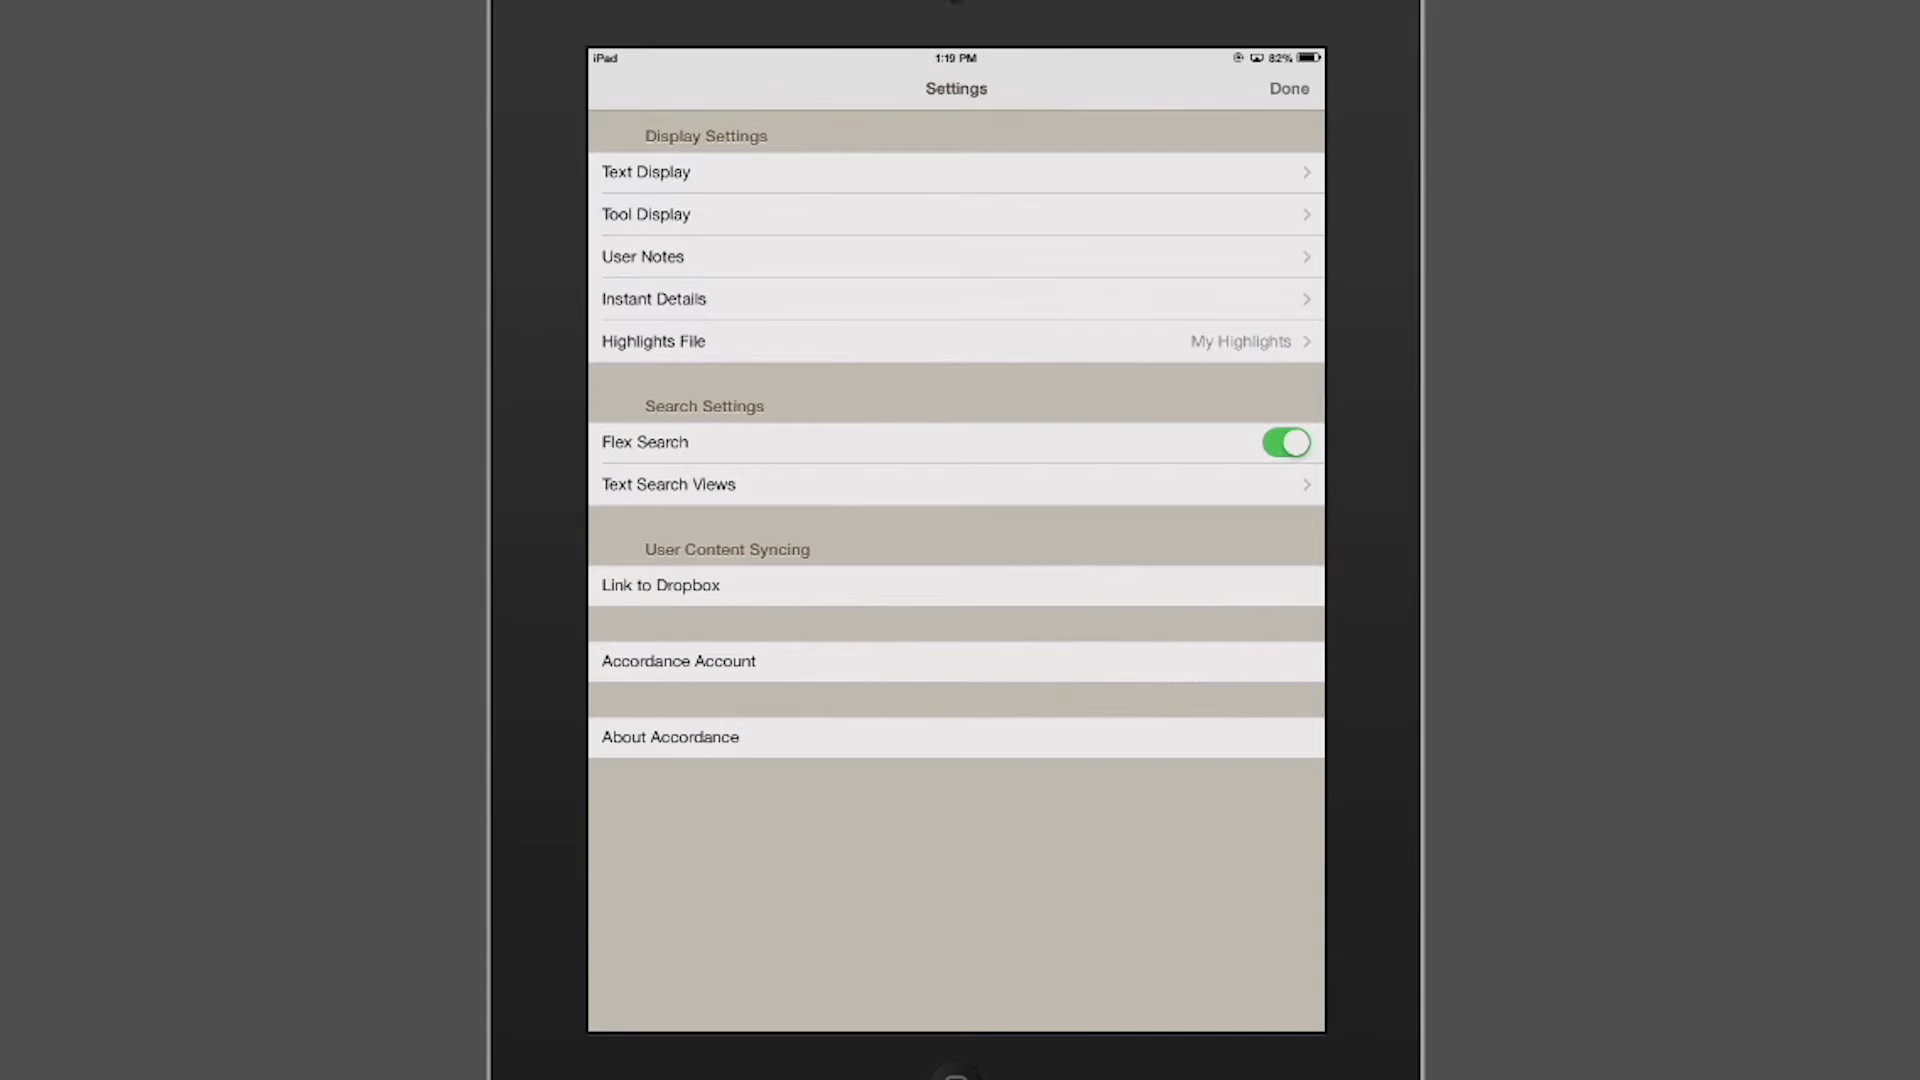 iPad 1:19 PM 82%
Settings Done
Display Settings
Text Display
Tool Display
User Notes
Instant Details
Highlights File My Highlights
Search Settings
Flex Search
Text Search Views
User Content Syncing
Link to Dropbox
Accordance Account
About Accordance